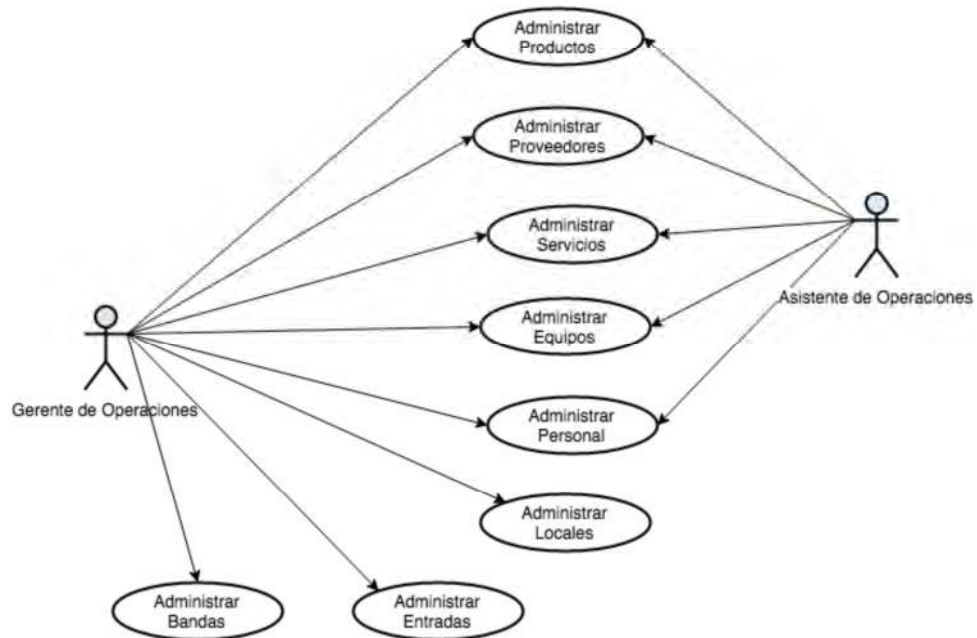 Administrar
Productos
Administrar
Proveedores
Administrar
Servicios
Asistente de Operaciones
Administrar
Equipos
Gerente de Operaciones
Administrar
Personal
Administrar
Locales
Administrar
Bandas
Administrar
Entradas